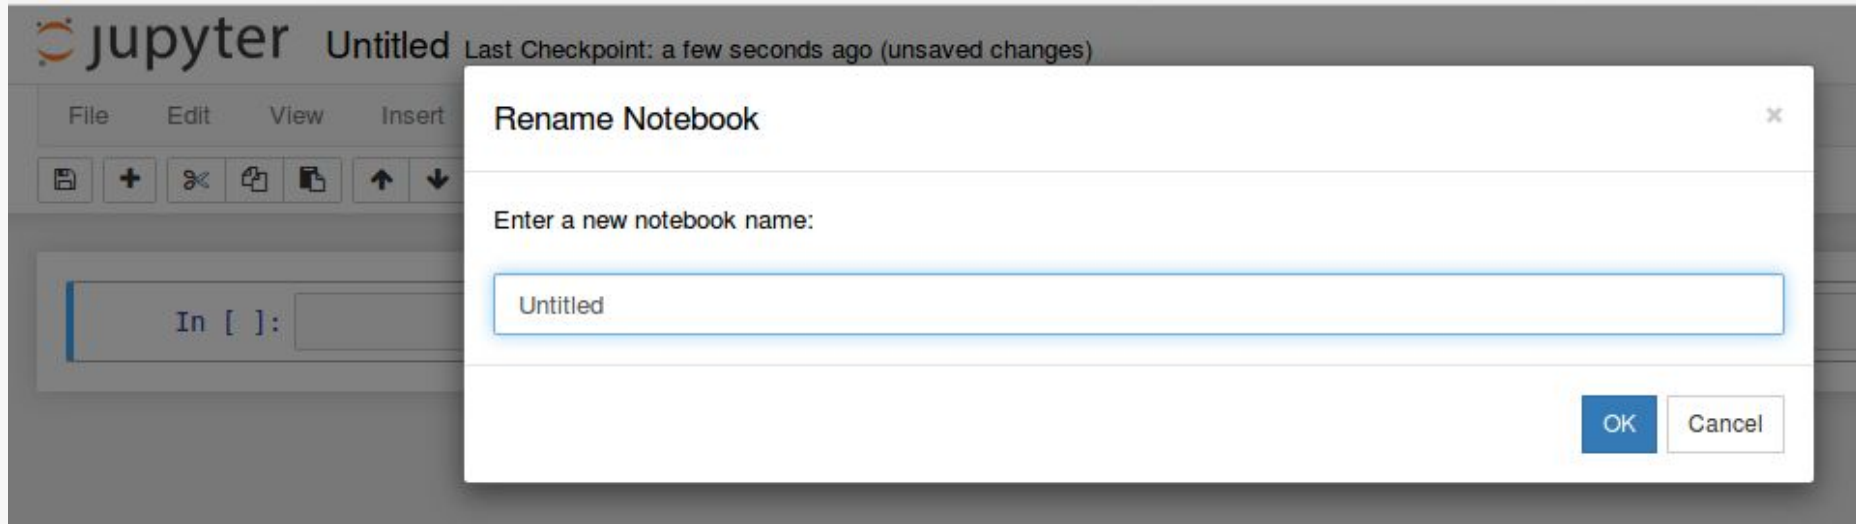 jupyter Untitled Last Checkpoint: a few seconds ago (unsaved changes)
File Edit View Insert
Rename Notebook ×
Enter a new notebook name:
In [ ]:
Untitled
OK Cancel